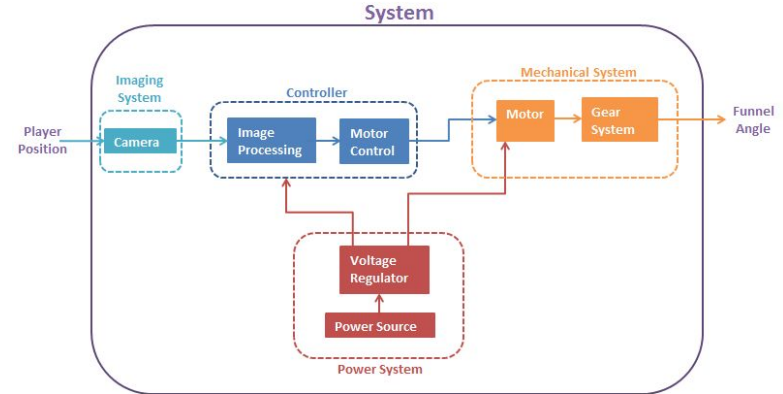 System
Imaging
System
Controller
Mechanical System
Player
Position
Camera
Image
Processing
Motor
Control
Motor
Gear
System
Funnel
Angle
Voltage
Regulator
Power Source
Power System